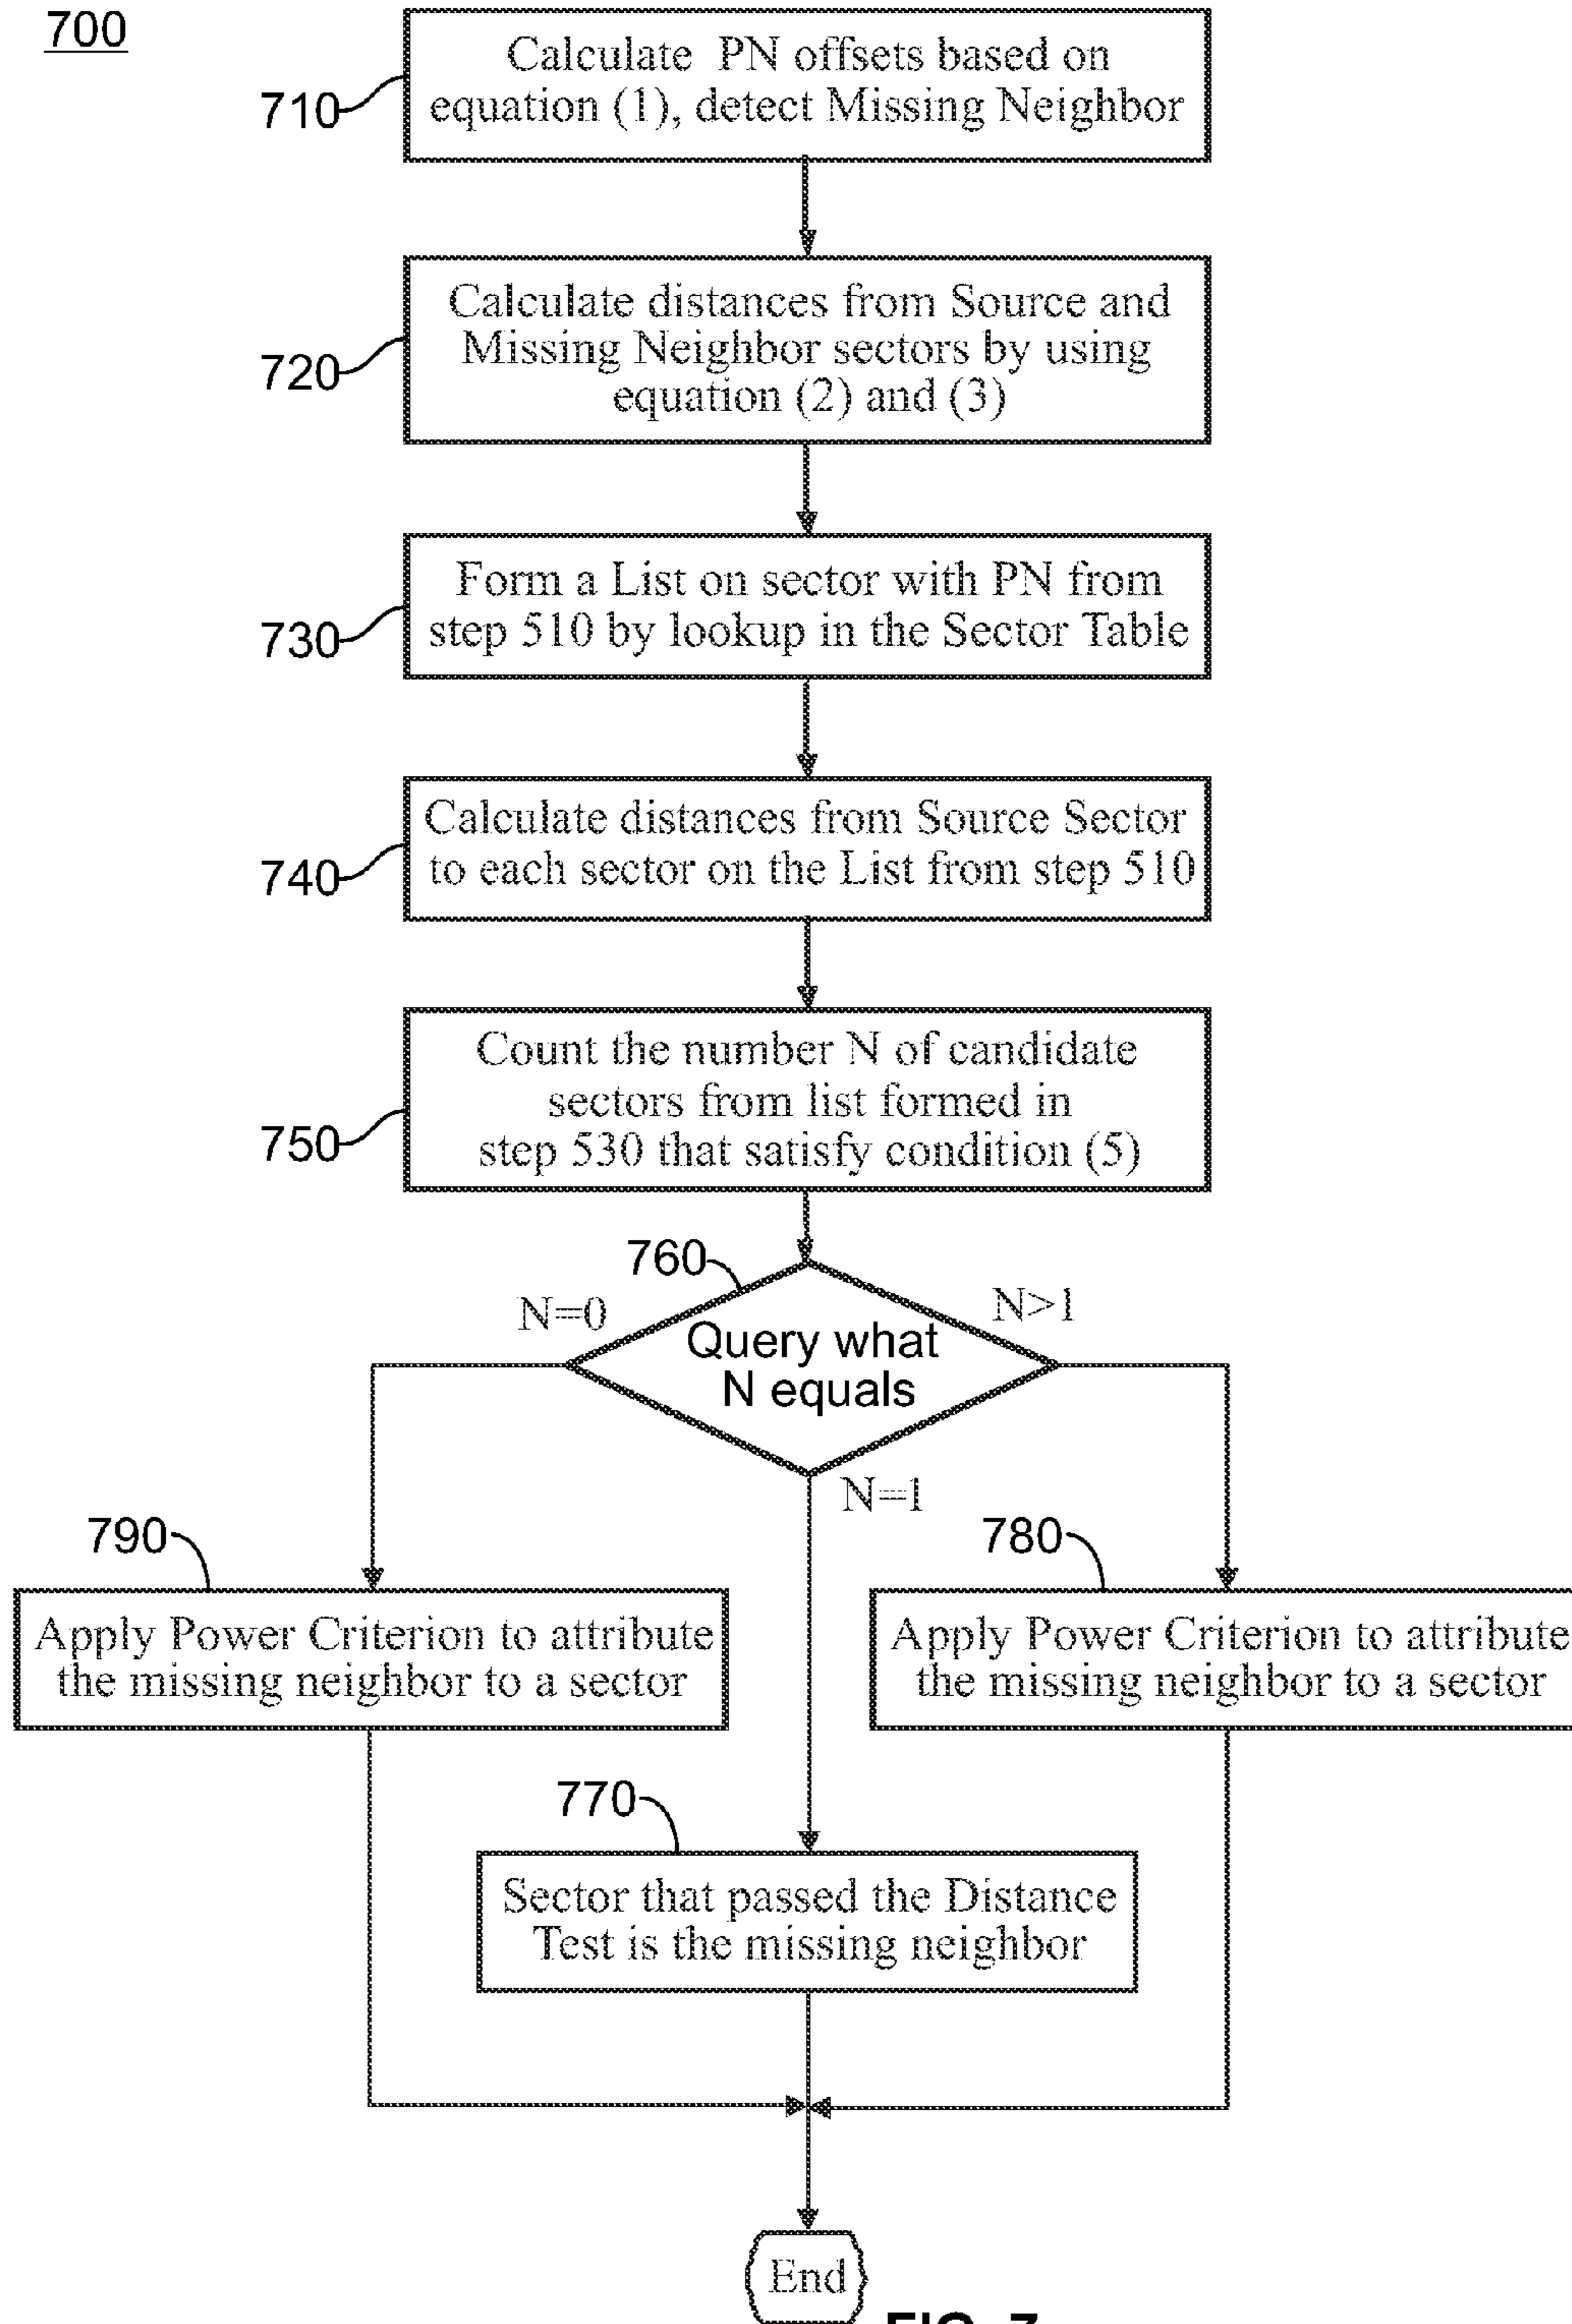 700
Calculate PN offsets based on
equation (1), detect Missing Neighbor
710
Calculate distances from Source and
Missing Neighbor sectors by using
equation (2) and (3)
720
Form a List on sector with PN from
step 510 by lookup in the Sector Table
730
Calculate distances from Source Sector
to each sector on the List from step 510
740
Count the number N of candidate
sectors from list formed in
step 530 that satisfy condition (5)
750
760
N=0
N>1
Query what
N equals
N=1
790
780
Apply Power Criterion to attribute
the missing neighbor to a sector
Apply Power Criterion to attribute
the missing neighbor to a sector
770
Sector that passed the Distance
Test is the missing neighbor
End
FIG. 7